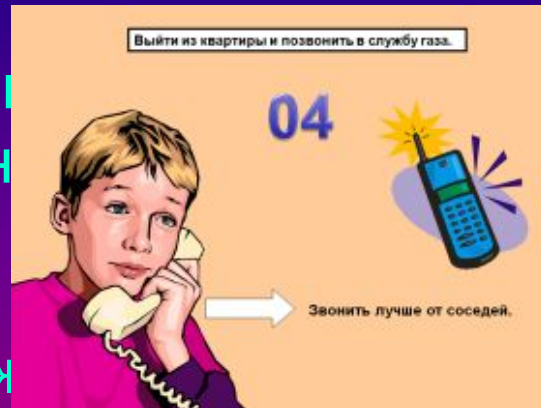 Выйти из квартиры и позвонить в службу газа.
04
Звонить лучше от соседей.